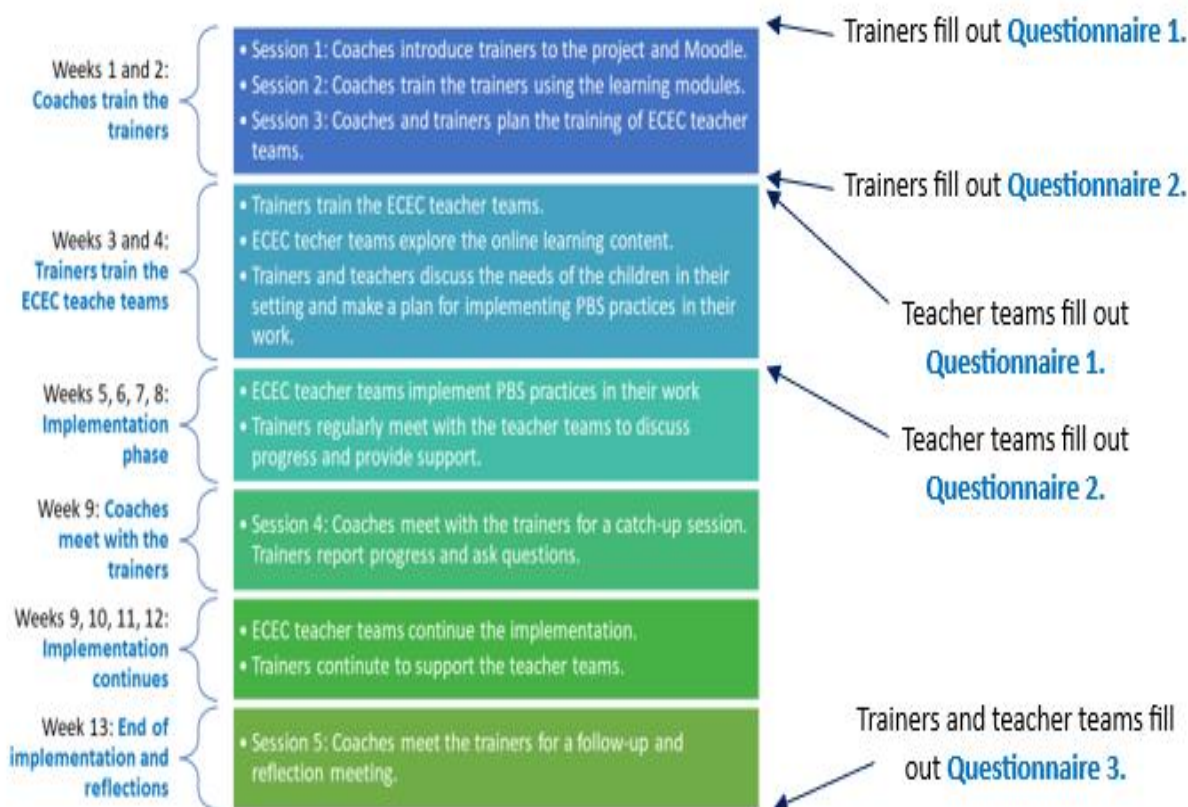 Trainers fill out Questionnaire 1.
Weeks 1 and 2:
Coaches train the
trainers
• Session 1: Coaches introduce trainers to the project and Moodle.
• Session 2: Coaches train the trainers using the learning modules.
• Session 3: Coaches and trainers plan the training of ECEC teacher
teams.
Trainers fill out Questionnaire 2.
Weeks 3 and 4:
Trainers train the
ECEC teache teams
• Trainers train the ECEC teacher teams.
• ECEC techer teams explore the online learning content.
• Trainers and teachers discuss the needs of the children in their
setting and make a plan for implementing PBS practices in their
work.
Teacher teams fill out
Questionnaire 1.
Weeks 5, 6, 7, 8:
Implementation
phase
• ECEC teacher teams implement PBS practices in their work
• Trainers regularly meet with the teacher teams to discuss
progress and provide support.
Teacher teams fill out
Questionnaire 2.
Week 9: Coaches
meet with the
trainers
• Session 4: Coaches meet with the trainers for a catch-up session.
Trainers report progress and ask questions.
Weeks 9, 10, 11, 12:
Implementation
continues
• ECEC teacher teams continue the implementation.
• Trainers continute to support the teacher teams.
Week 13: End of
implementation and
reflections
• Session 5: Coaches meet the trainers for a follow-up and
reflection meeting.
Trainers and teacher teams fill
out Questionnaire 3.